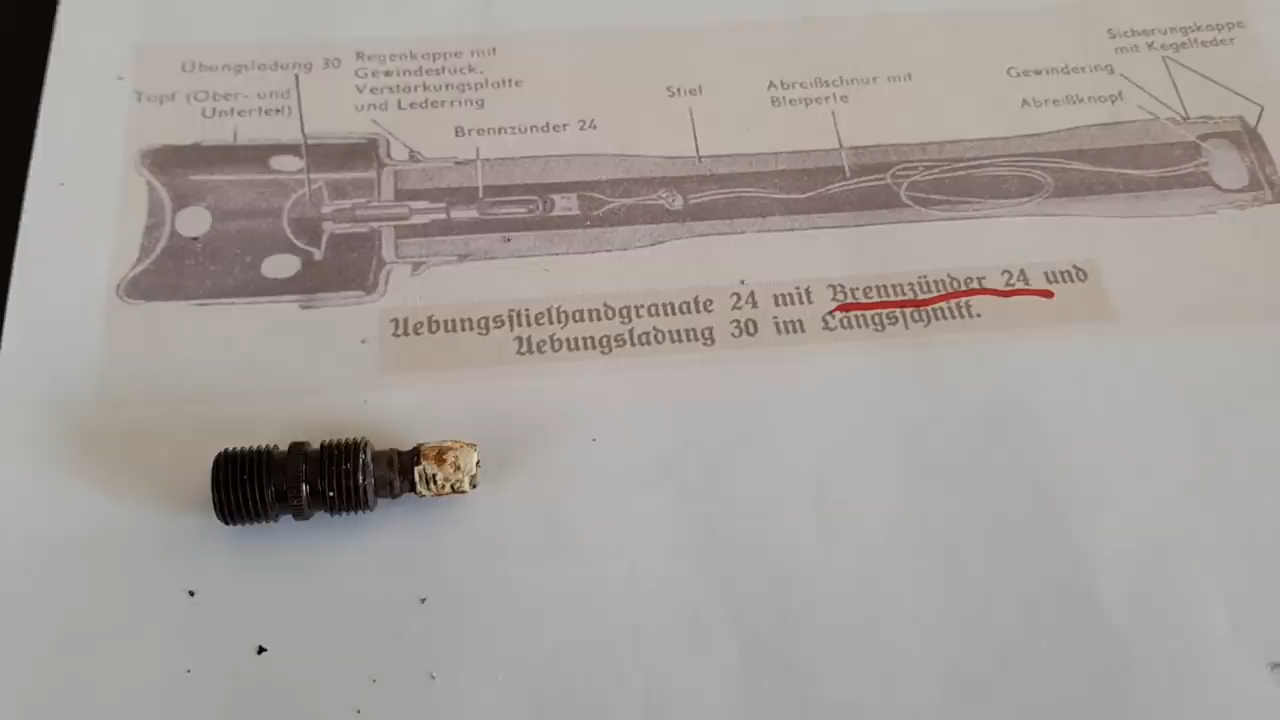 Übungsladung 30
Topf (Ober- und
Unterteil)
Regenkappe mit
Gewindestück,
Verstärkungsplatte
und Lederring
Brennzünder 24
Stiel
Abreißschnur mit
Bleiperle
Sicherungskappe
mit Kegelfeder
Gewindering
Abreißknopf
Uebungsstielhandgranate 24 mit Brennzünder 24 und
Uebungsladung 30 im Längsschnitt.